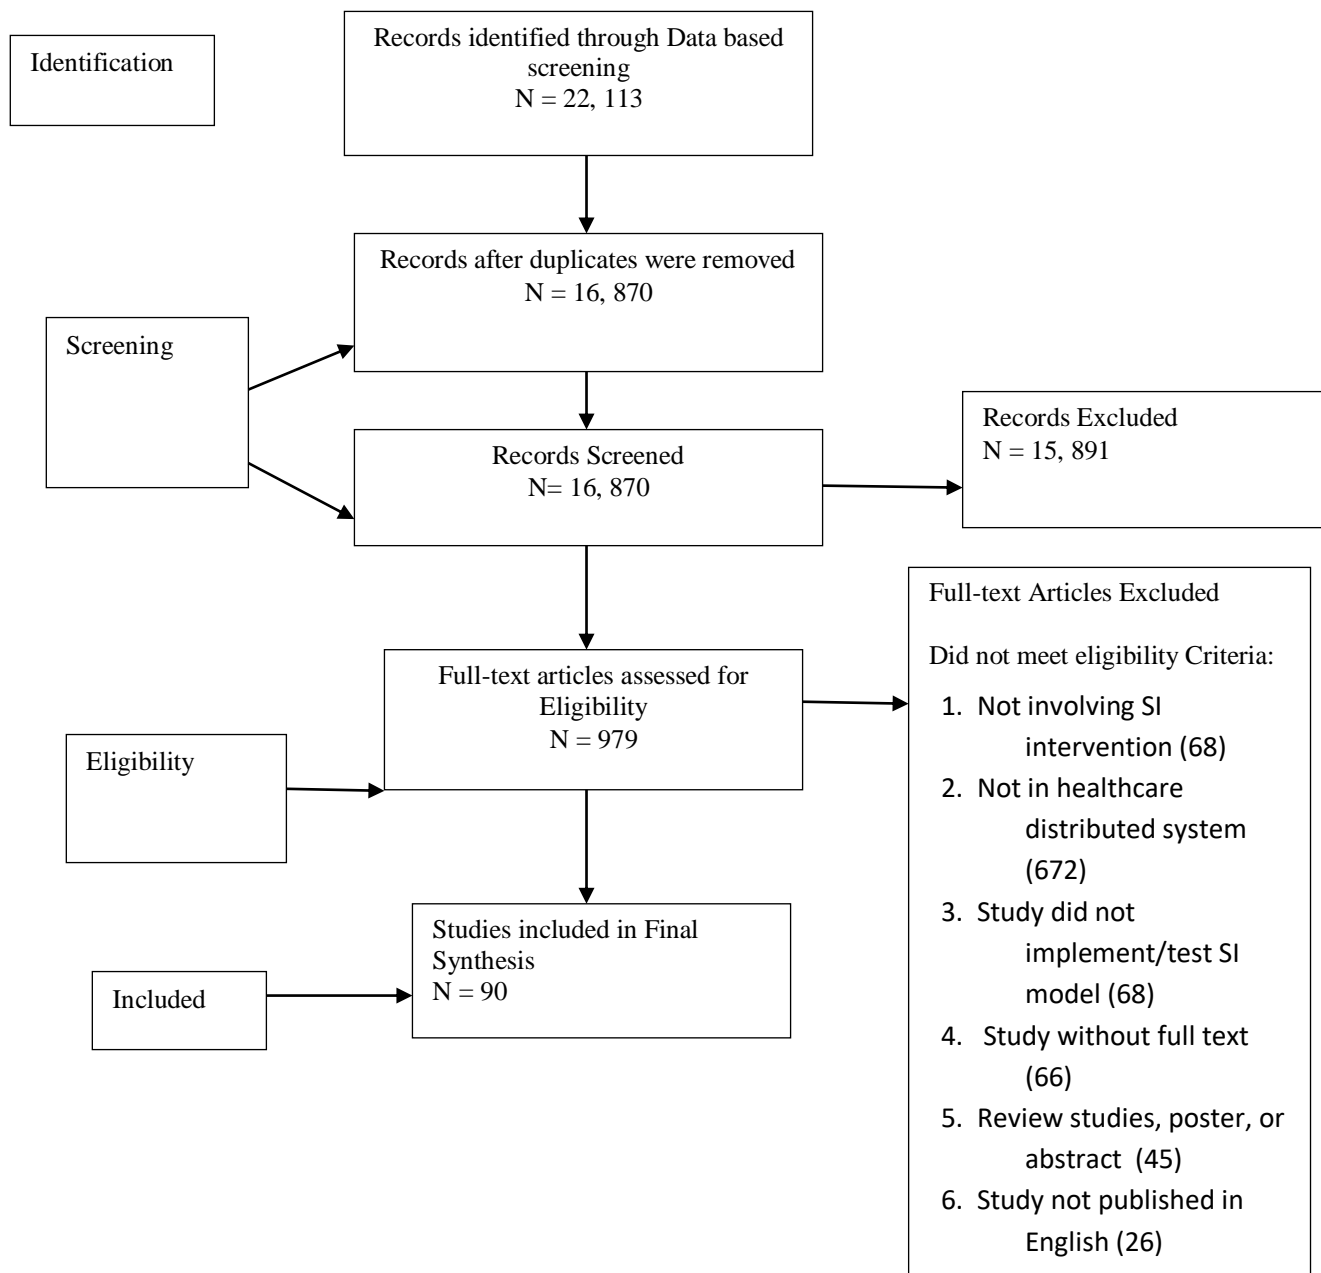 Identification
Records identified through Data based
screening
N = 22, 113
Records after duplicates were removed
N = 16, 870
Screening
Records Screened
N= 16, 870
Records Excluded
N = 15, 891
Full-text articles assessed for
Eligibility
N = 979
Eligibility
Full-text Articles Excluded
Did not meet eligibility Criteria:
1. Not involving SI
intervention (68)
2. Not in healthcare
distributed system
(672)
3. Study did not
implement/test SI
model (68)
4. Study without full text
(66)
5. Review studies, poster, or
abstract (45)
6. Study not published in
English (26)
Studies included in Final
Synthesis
N = 90
Included